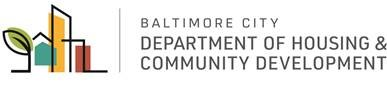 BALTIMORE CITY
DEPARTMENT OF HOUSING &
COMMUNITY DEVELOPMENT